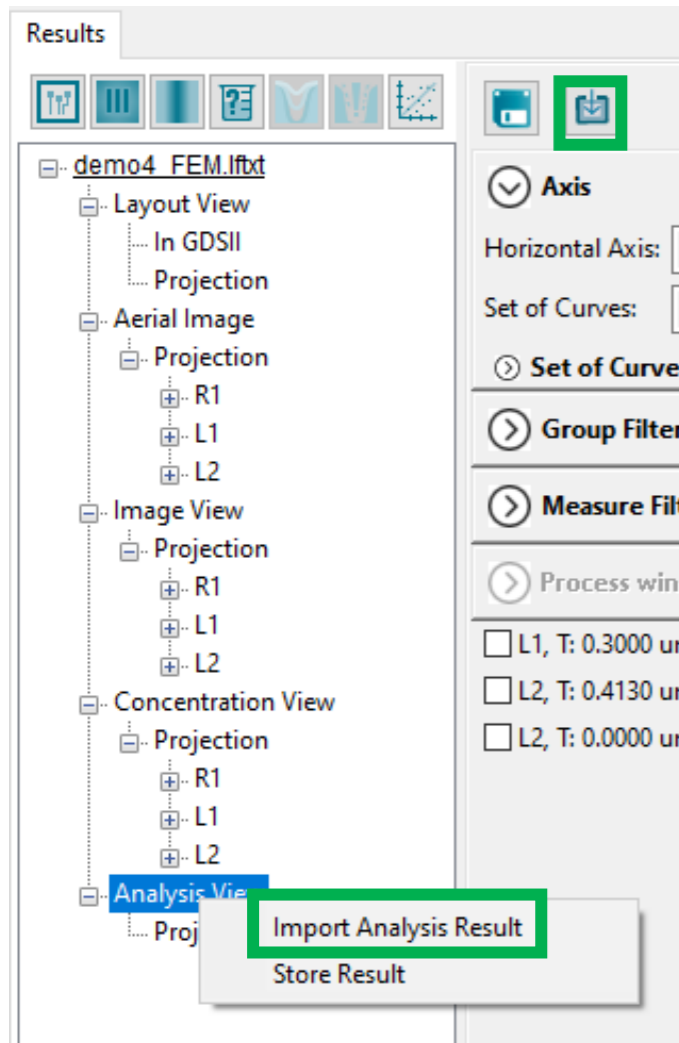 Results
demo4_FEM.lftxt
Layout View
In GDSII
Projection
Aerial Image
Projection
R1
L1
L2
Image View
Projection
R1
L1
L2
Concentration View
Projection
R1
L1
L2
Analysis View
Proj
Import Analysis Result
Store Result
Axis
Horizontal Axis:
Set of Curves:
Set of Curve
Group Filter
Measure Filt
Process win
L1, T: 0.3000 ur
L2, T: 0.4130 ur
L2, T: 0.0000 ur